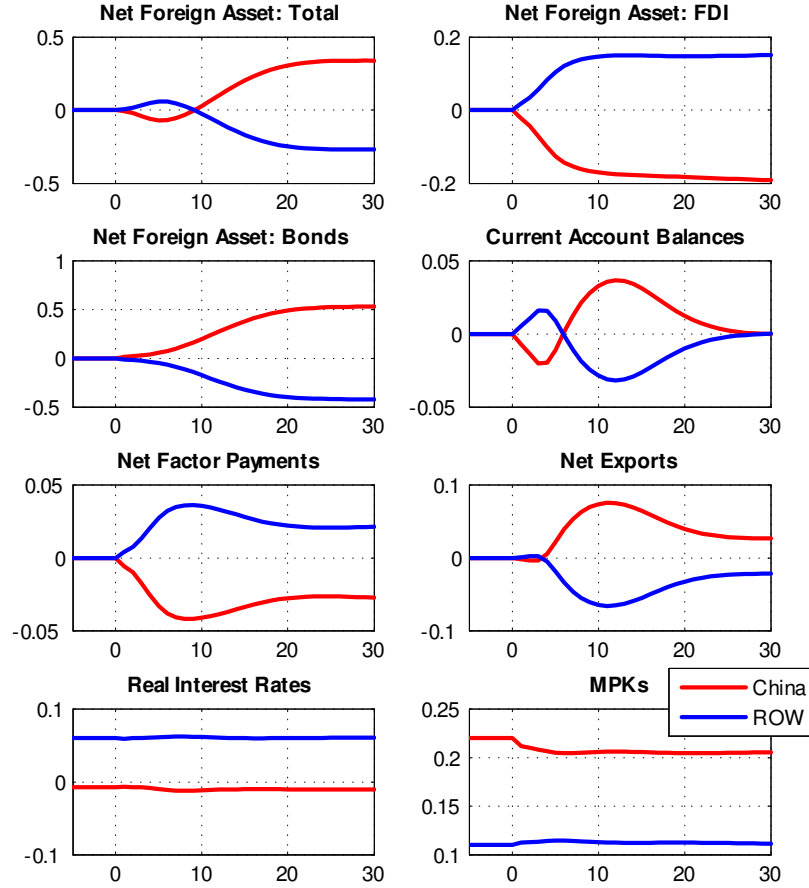 Net Foreign Asset: Total
0.5
0
-0.5
0 10 20 30
Net Foreign Asset: FDI
0.2
0
-0.2
0 10 20 30
Net Foreign Asset: Bonds
1
0.5
0
-0.5
0 10 20 30
Current Account Balances
0.05
0
-0.05
0 10 20 30
Net Factor Payments
0.05
0
-0.05
0 10 20 30
Net Exports
0.1
0
-0.1
0 10 20 30
Real Interest Rates
0.1
0
-0.1
0 10 20 30
MPKs
China
ROW
0.25
0.2
0.15
0.1
0 10 20 30